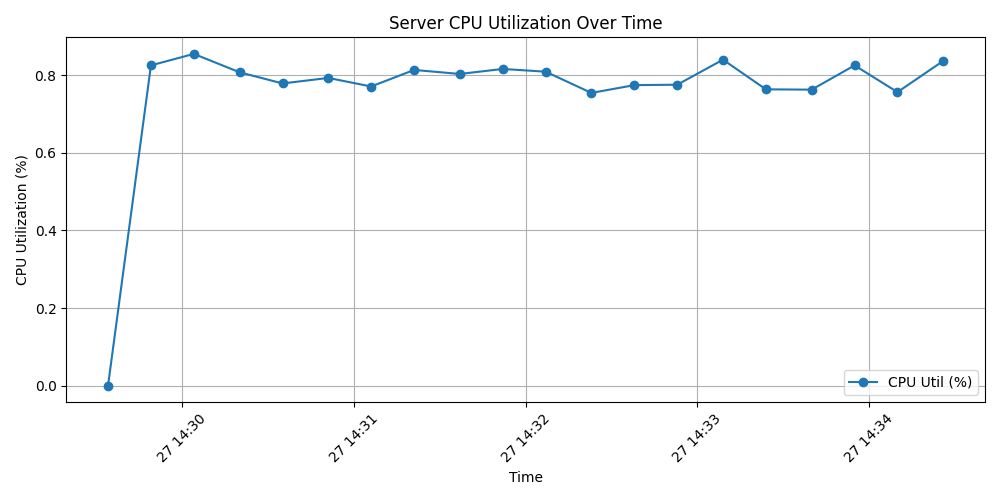 Server CPU Utilization Over Time
CPU Utilization (%)
0.8
0.6
0.4
0.2
0.0
CPU Util (%)
27 14:30
27 14:31
27 14:32
27 14:33
27 14:34
Time